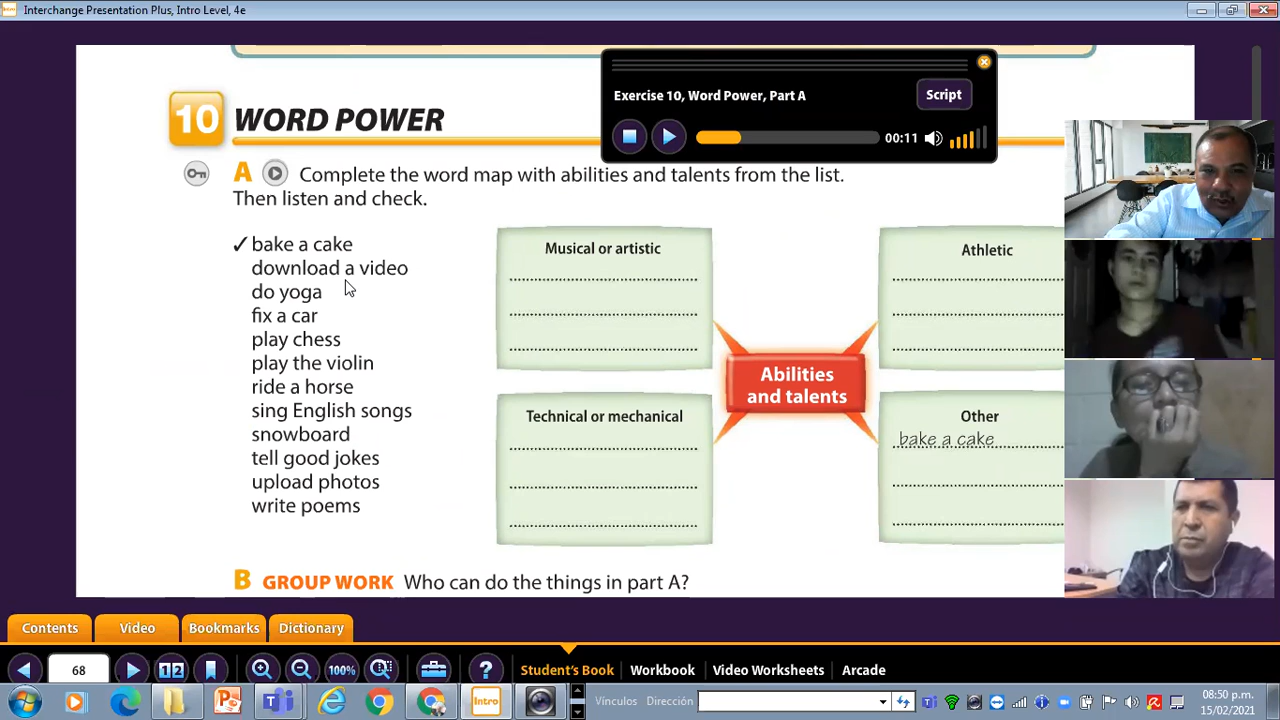 Interchange Presentation Plus, Intro Level, 4e
Exercise 10, Word Power, Part A
Script
00:11
10 WORD POWER
A Complete the word map with abilities and talents from the list.
Then listen and check.
✓ bake a cake
download a video
do yoga
fix a car
play chess
play the violin
ride a horse
sing English songs
snowboard
tell good jokes
upload photos
write poems
Musical or artistic
Athletic
Abilities
and talents
Technical or mechanical
Other
bake a cake
B GROUP WORK Who can do the things in part A?
Contents
Video
Bookmarks
Dictionary
68
12
100%
Student's Book
Workbook
Video Worksheets
Arcade
Intro
Vínculos
Dirección
08:50 p.m.
15/02/2021